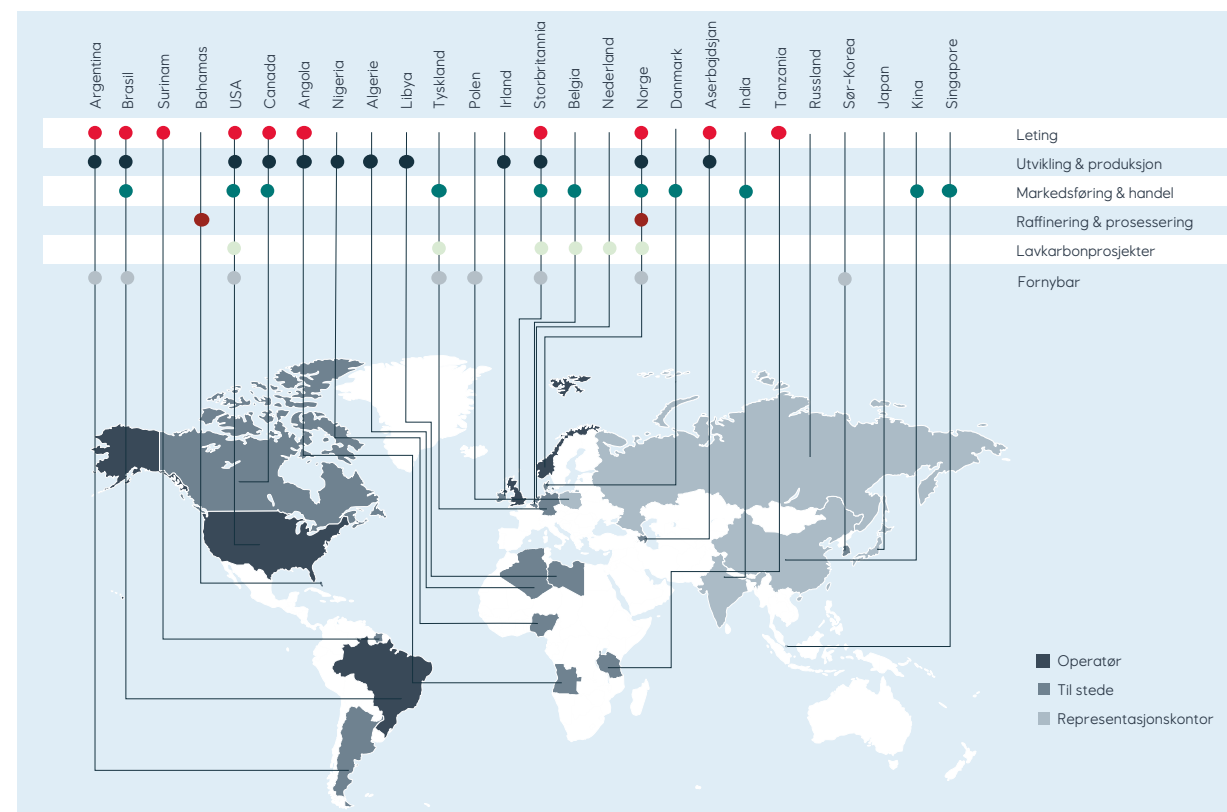 Argentina
Brasil
Surinam
Bahamas
USA
Canada
Angola
Nigeria
Algerie
Libya
Tyskland
Polen
Irland
Storbritannia
Belgia
Nederland
Norge
Danmark
Aserbajdsjan
India
Tanzania
Russland
Sør-Korea
Japan
Kina
Singapore
Leting
Utvikling & produksjon
Markedsføring & handel
Raffinering & prosessering
Lavkarbonprosjekter
Fornybar
Operatør
Til stede
Representasjonskontor